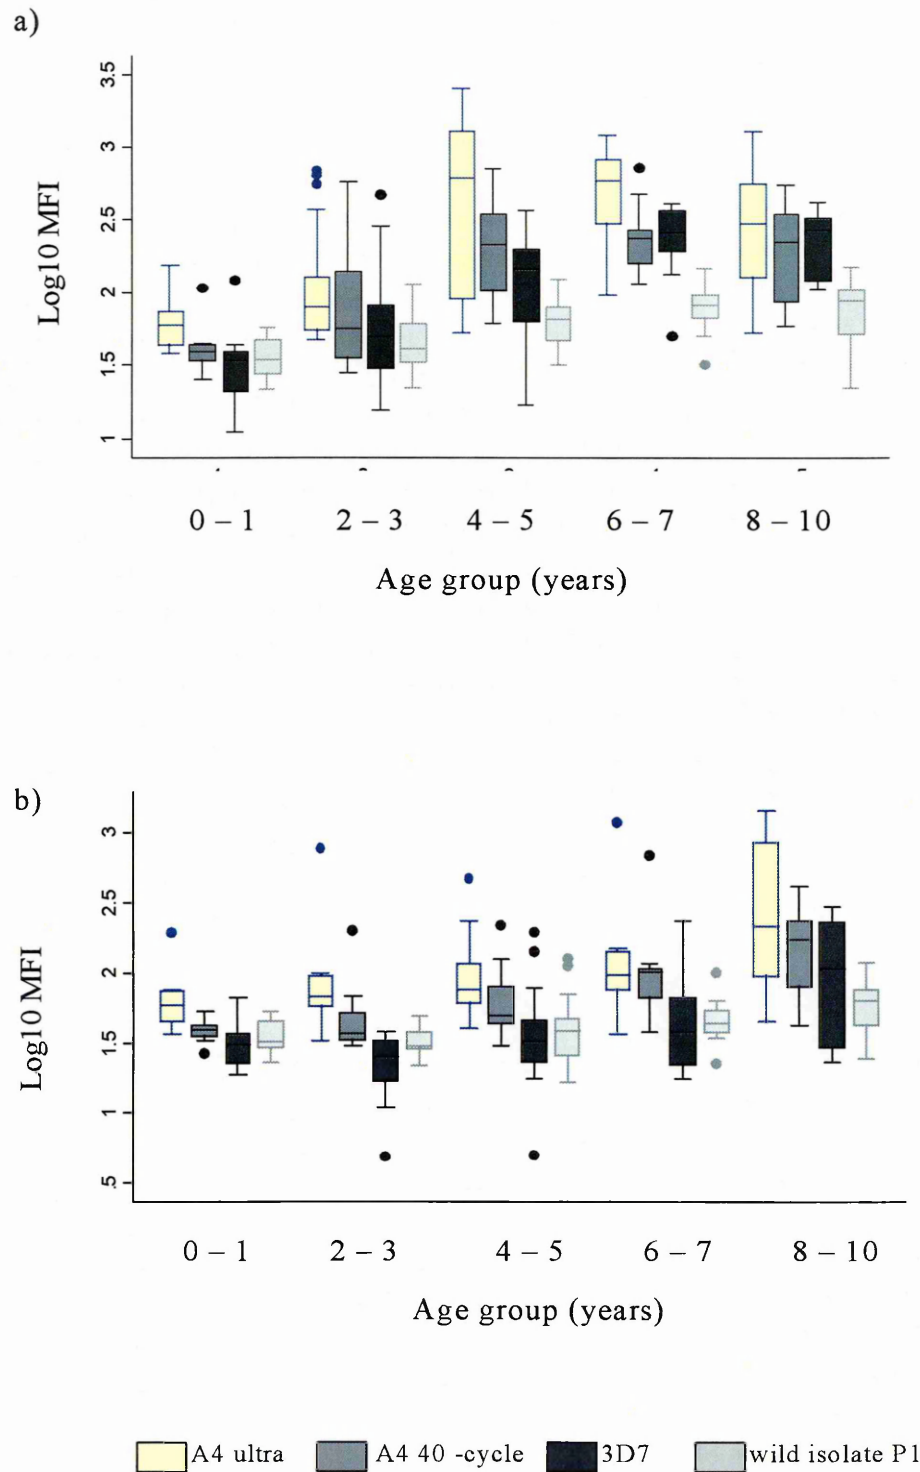 a)
3.5
3
2.5
2
1.5
1
Log10 MFI
0 – 1 2 – 3 4 – 5 6 – 7 8 – 10
Age group (years)
b)
3
2.5
2
1.5
1
.5
Log10 MFI
0 – 1 2 – 3 4 – 5 6 – 7 8 – 10
Age group (years)
A4 ultra A4 40 -cycle 3D7 wild isolate P1